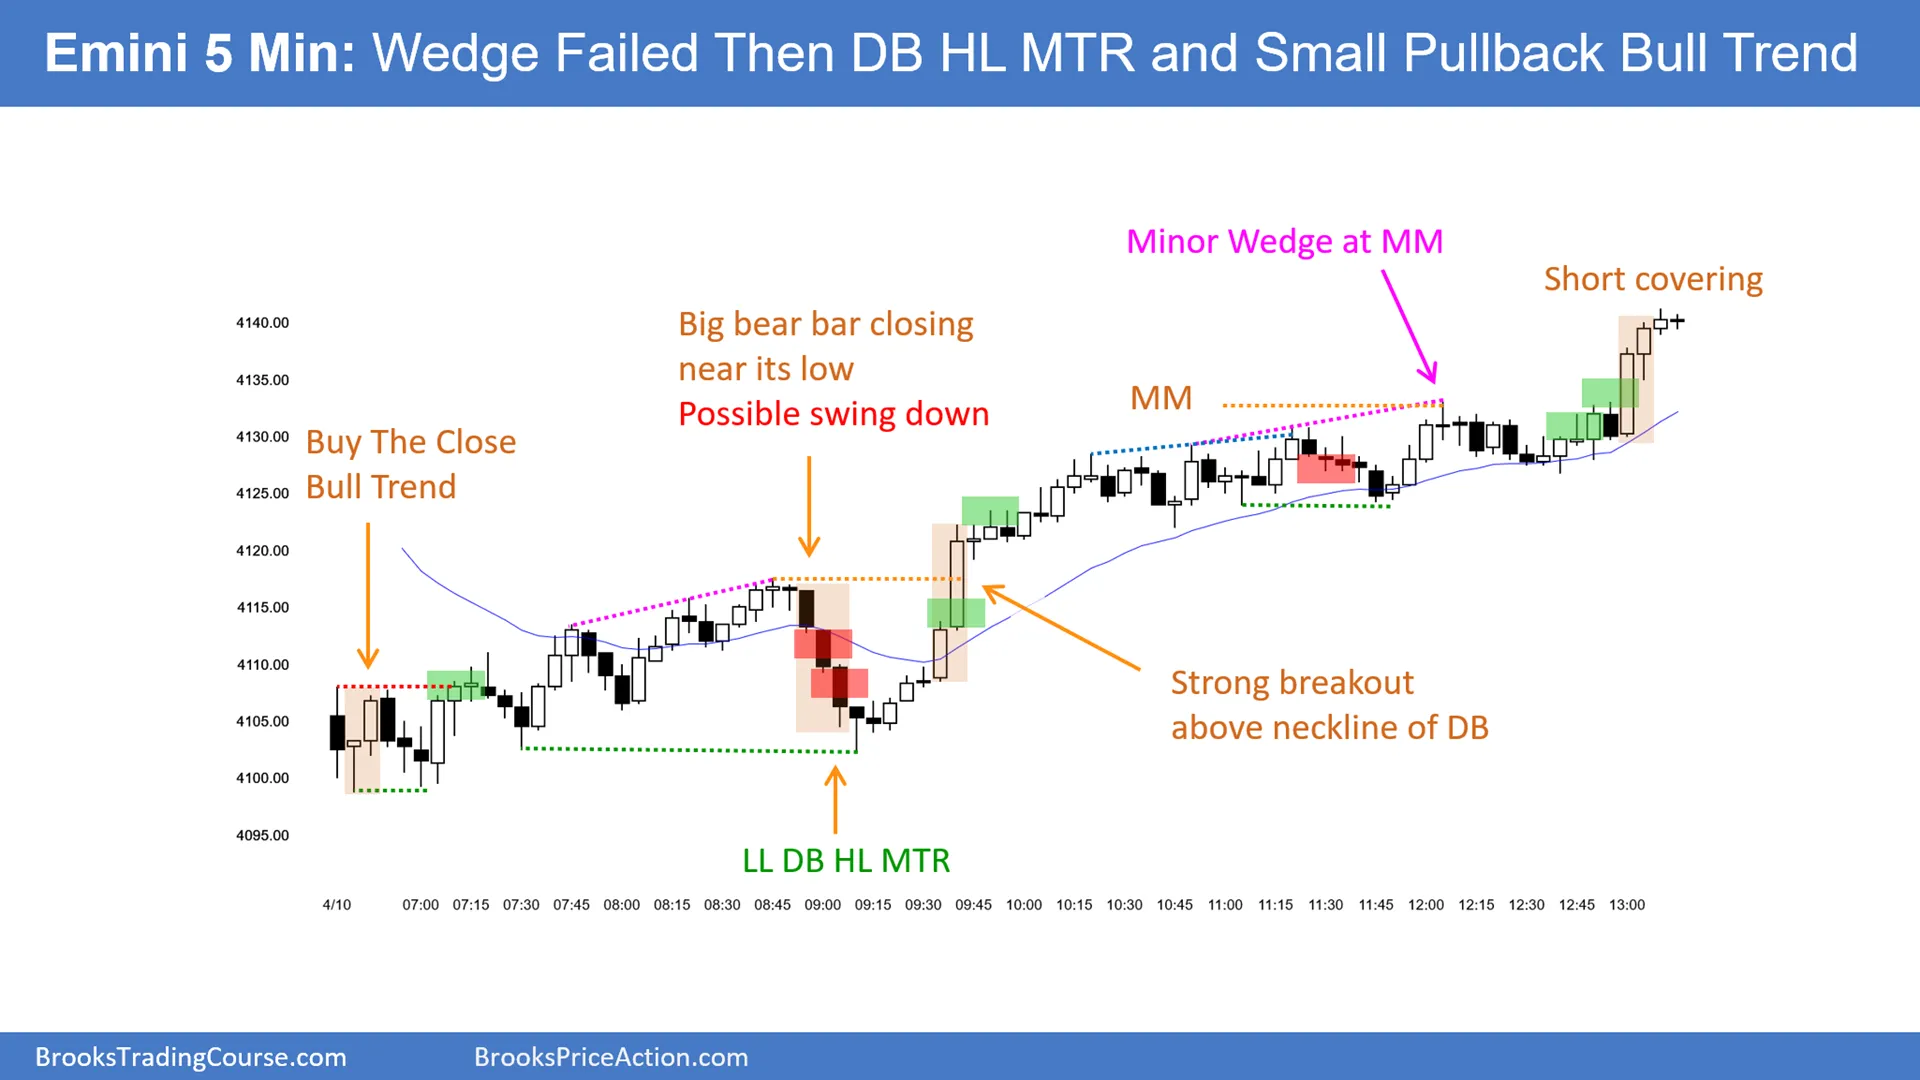 Emini 5 Min: Wedge Failed Then DB HL MTR and Small Pullback Bull Trend
Minor Wedge at MM
Short covering
Big bear bar closing
near its low
Possible swing down
MM
Buy The Close
Bull Trend
Strong breakout
above neckline of DB
LL DB HL MTR
4140.00
4135.00
4130.00
4125.00
4120.00
4115.00
4110.00
4105.00
4100.00
4095.00
4/10 07:00 07:15 07:30 07:45 08:00 08:15 08:30 08:45 09:00 09:15 09:30 09:45 10:00 10:15 10:30 10:45 11:00 11:15 11:30 11:45 12:00 12:15 12:30 12:45 13:00
BrooksTradingCourse.com BrooksPriceAction.com